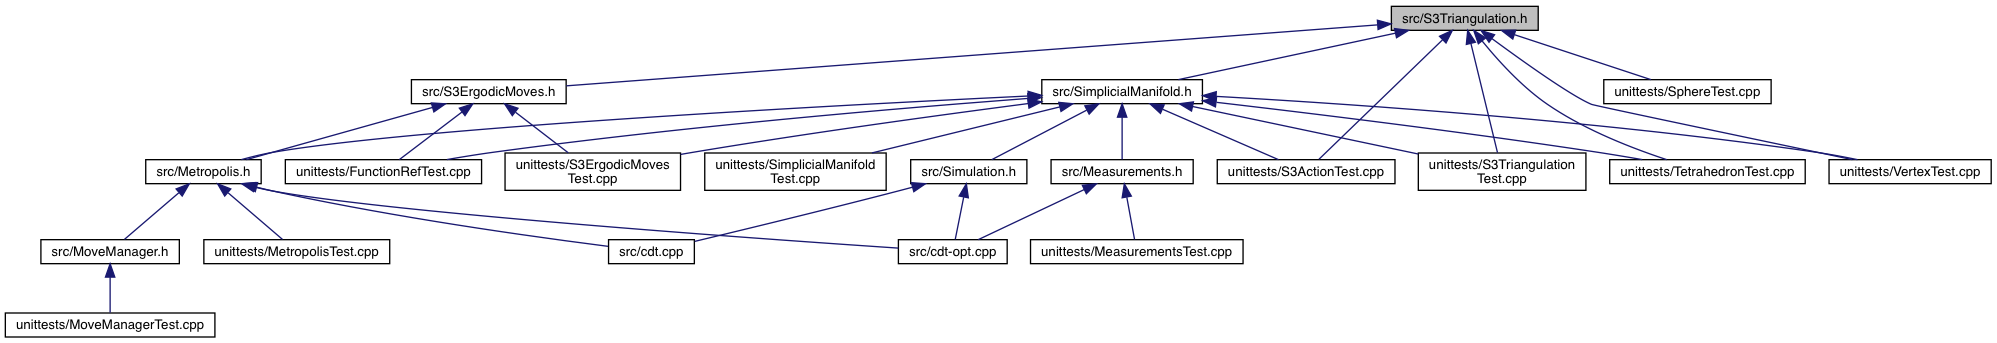 src/S3Triangulation.h
src/S3ErgodicMoves.h
src/SimplicialManifold.h
unittests/SphereTest.cpp
src/Metropolis.h
unittests/FunctionRefTest.cpp
unittests/S3ErgodicMoves
Test.cpp
unittests/SimplicialManifold
Test.cpp
src/Simulation.h
src/Measurements.h
unittests/S3ActionTest.cpp
unittests/S3Triangulation
Test.cpp
unittests/TetrahedronTest.cpp
unittests/VertexTest.cpp
src/MoveManager.h
unittests/MetropolisTest.cpp
src/cdt.cpp
src/cdt-opt.cpp
unittests/MeasurementsTest.cpp
unittests/MoveManagerTest.cpp